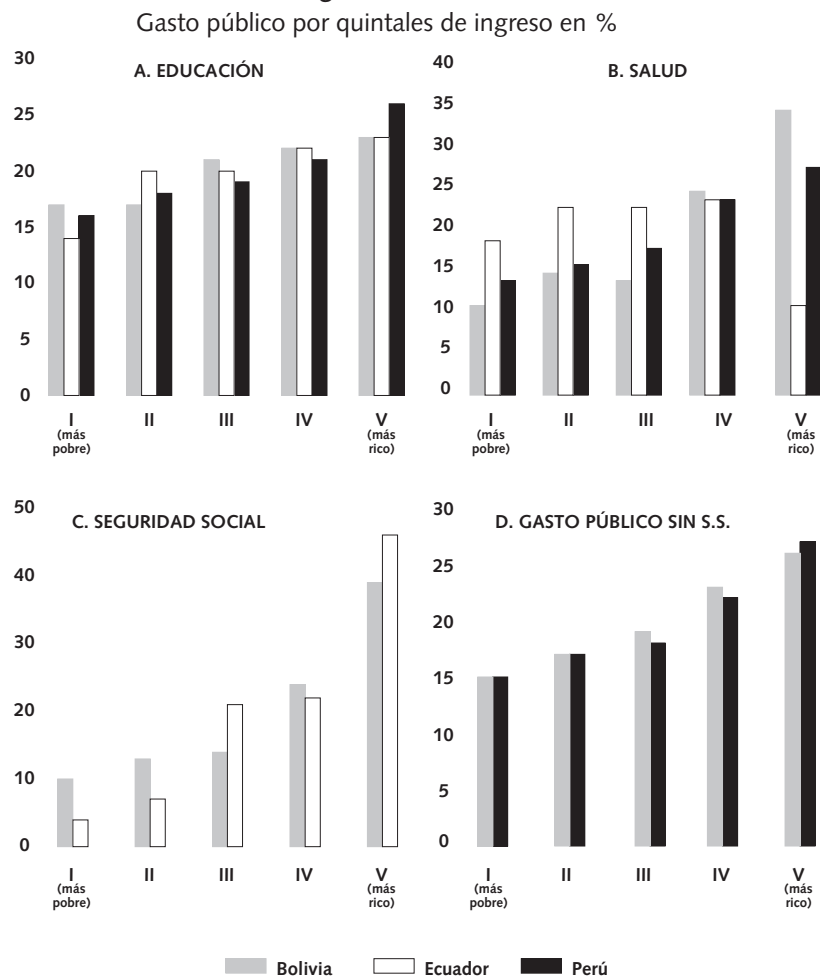 Gasto público por quintales de ingreso en %
A. EDUCACIÓN
30
25
20
15
10
5
0
I II III IV V
(más pobre) (más rico)
B. SALUD
40
35
30
25
20
15
10
5
0
I II III IV V
(más pobre) (más rico)
C. SEGURIDAD SOCIAL
50
40
30
20
10
0
I II III IV V
(más pobre) (más rico)
D. GASTO PÚBLICO SIN S.S.
30
25
20
15
10
5
0
I II III IV V
(más pobre) (más rico)
Bolivia Ecuador Perú